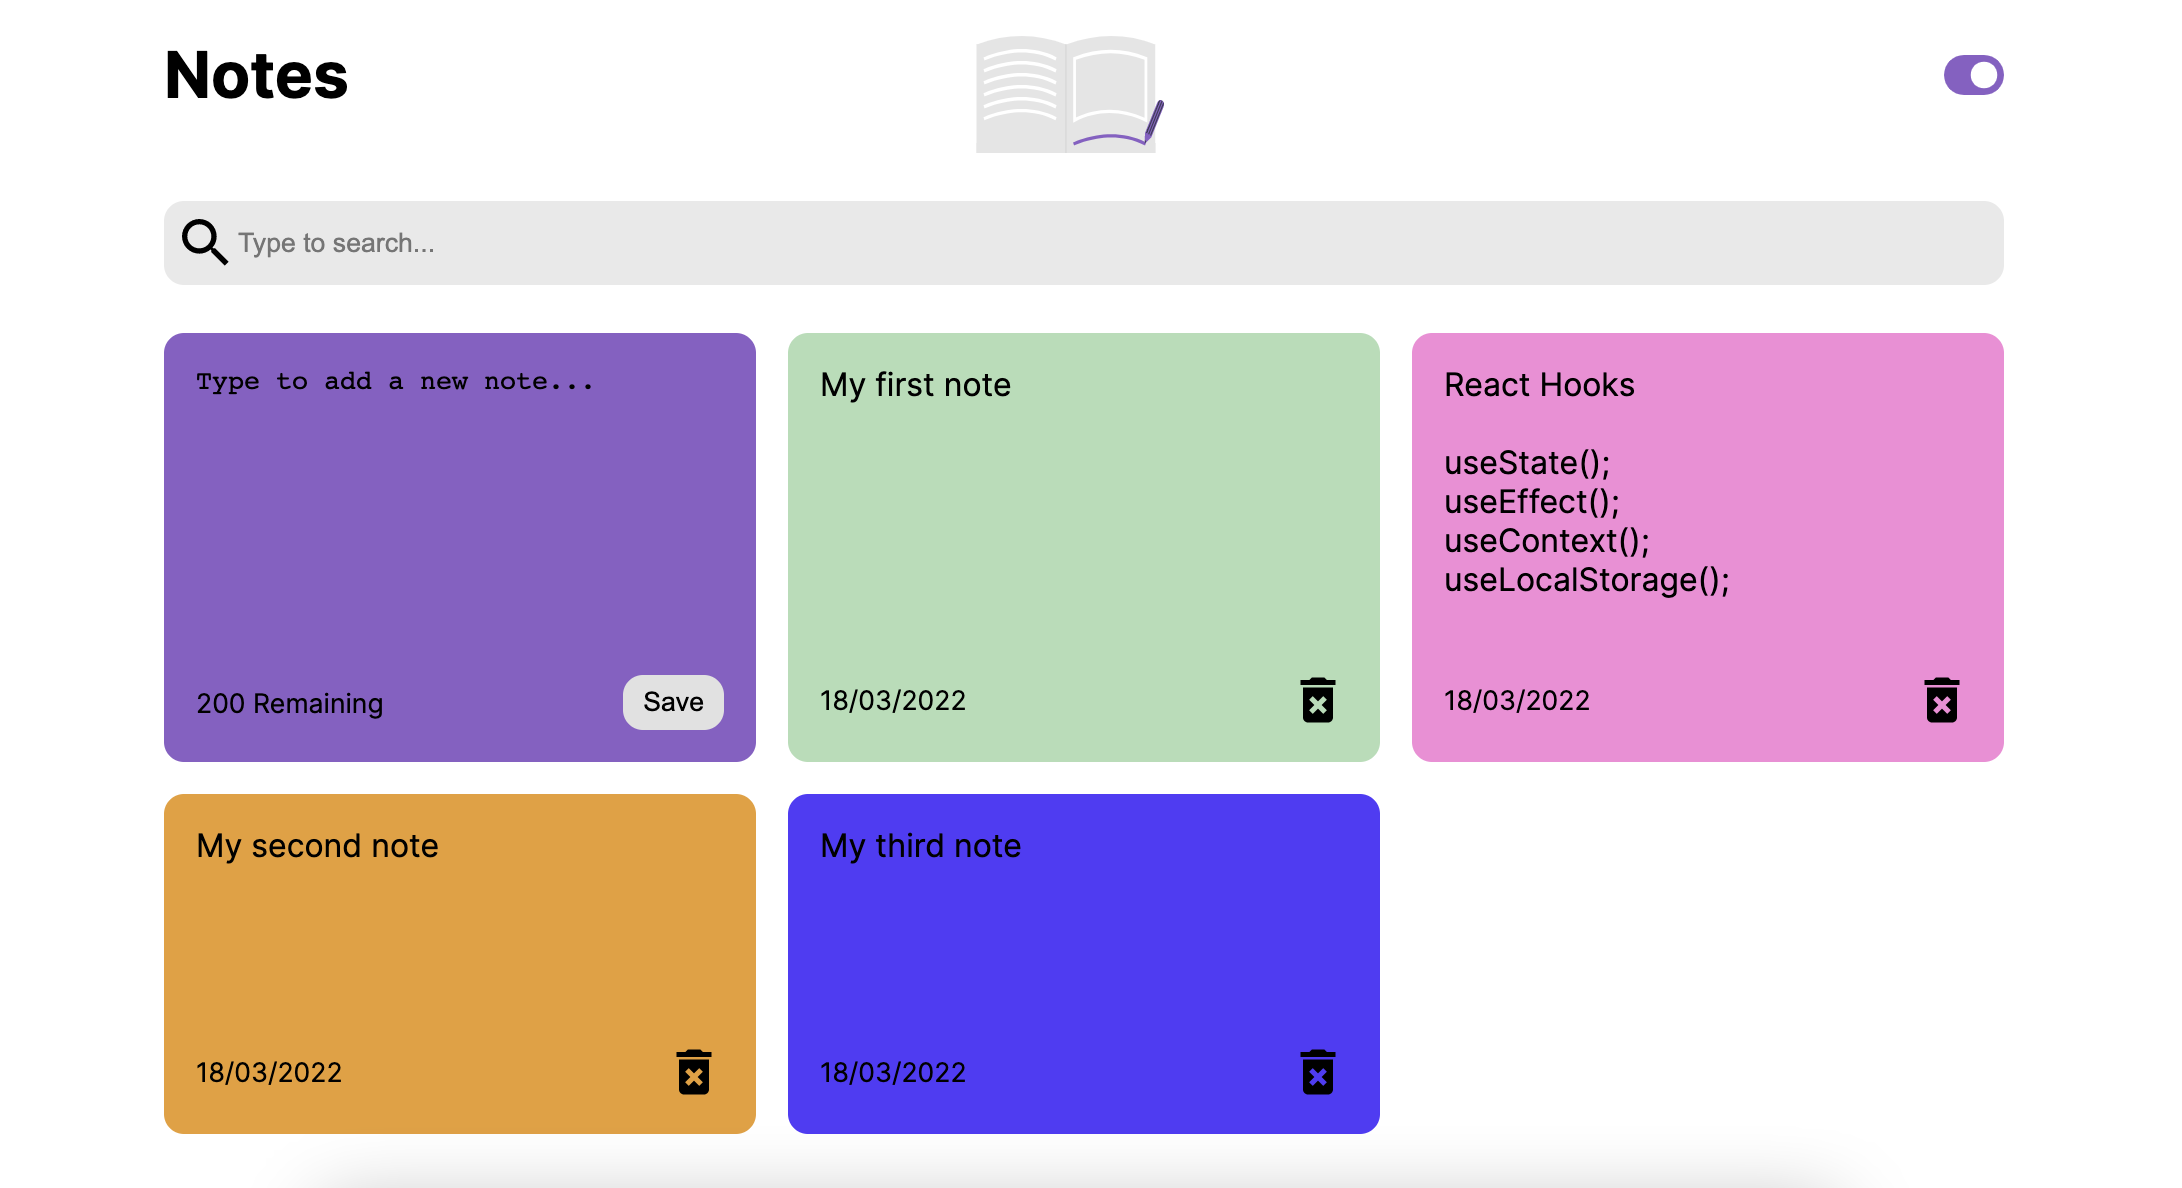 Notes
Type to search...
Type to add a new note...
200 Remaining
Save
My first note
18/03/2022
React Hooks
useState();
useEffect();
useContext();
useLocalStorage();
18/03/2022
My second note
18/03/2022
My third note
18/03/2022